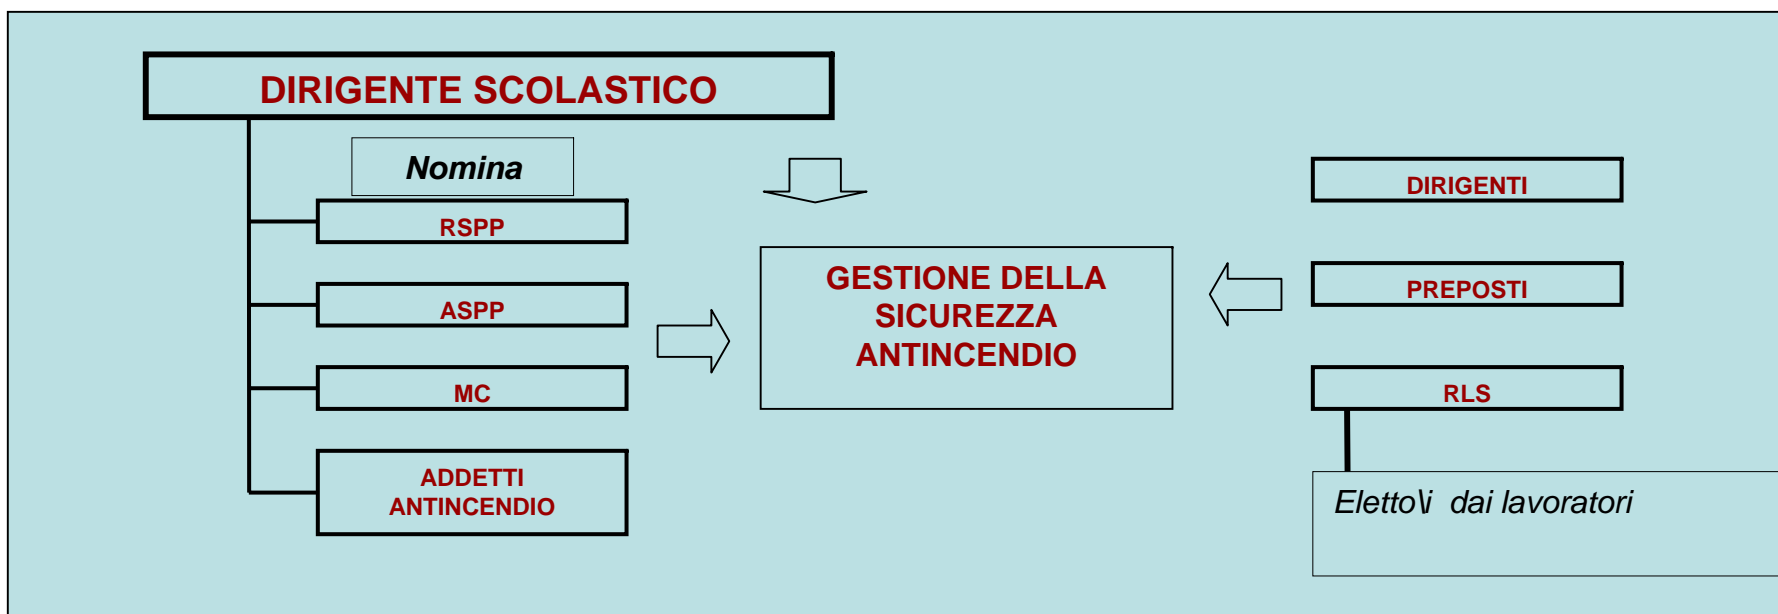 DIRIGENTE SCOLASTICO
Nomina
RSPP
ASPP
MC
ADDETTI
ANTINCENDIO
GESTIONE DELLA
SICUREZZA
ANTINCENDIO
DIRIGENTI
PREPOSTI
RLS
Eletto\i dai lavoratori